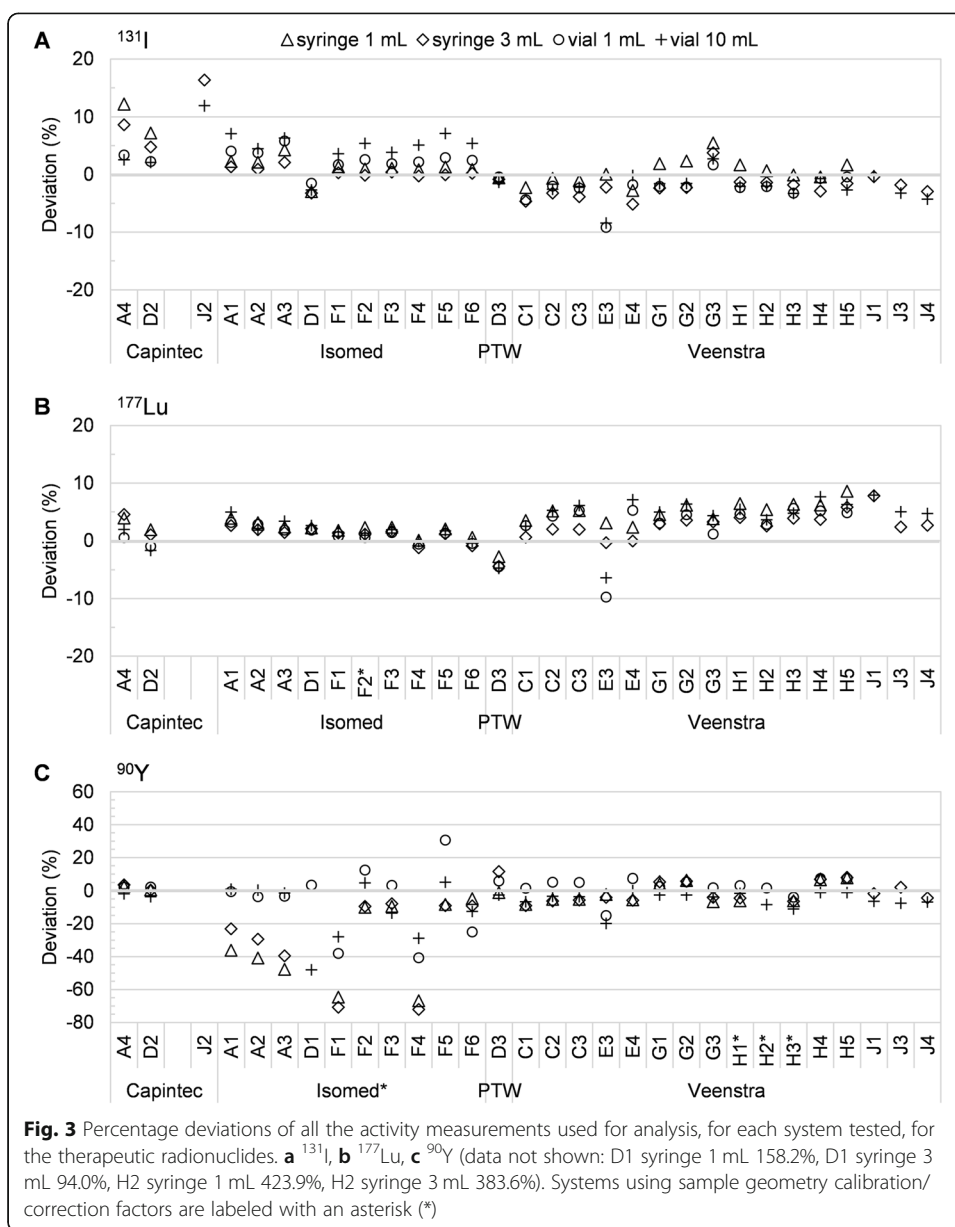 A
131I
△ syringe 1 mL ◇ syringe 3 mL ○ vial 1 mL + vial 10 mL
Deviation (%)
20
10
0
-10
-20
A4 D2 J2 A1 A2 A3 D1 F1 F2 F3 F4 F5 F6 D3 C1 C2 C3 E3 E4 G1 G2 G3 H1 H2 H3 H4 H5 J1 J3 J4
Capintec Isomed PTW Veenstra
B
177Lu
Deviation (%)
20
10
0
-10
-20
A4 D2 J2 A1 A2 A3 D1 F1 F2* F3 F4 F5 F6 D3 C1 C2 C3 E3 E4 G1 G2 G3 H1 H2 H3 H4 H5 J1 J3 J4
Capintec Isomed PTW Veenstra
C
90Y
Deviation (%)
60
40
20
0
-20
-40
-60
-80
A4 D2 J2 A1 A2 A3 D1 F1 F2 F3 F4 F5 F6 D3 C1 C2 C3 E3 E4 G1 G2 G3 H1* H2* H3* H4 H5 J1 J3 J4
Capintec Isomed* PTW Veenstra
Fig. 3 Percentage deviations of all the activity measurements used for analysis, for each system tested, for
the therapeutic radionuclides. a 131I, b 177Lu, c 90Y (data not shown: D1 syringe 1 mL 158.2%, D1 syringe 3
mL 94.0%, H2 syringe 1 mL 423.9%, H2 syringe 3 mL 383.6%). Systems using sample geometry calibration/
correction factors are labeled with an asterisk (*)